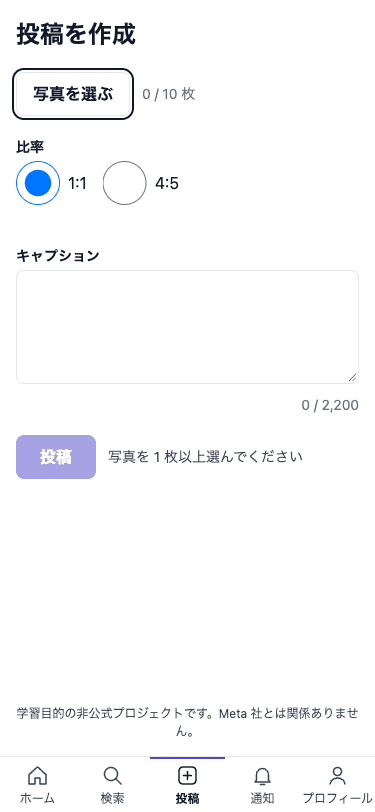 投稿を作成
写真を選ぶ 0 / 10 枚
比率
1:1 4:5
キャプション
0 / 2,200
投稿 写真を 1 枚以上選んでください
学習目的の非公式プロジェクトです。Meta 社とは関係ありませ
ん。
ホーム 検索 投稿 通知 プロフィール